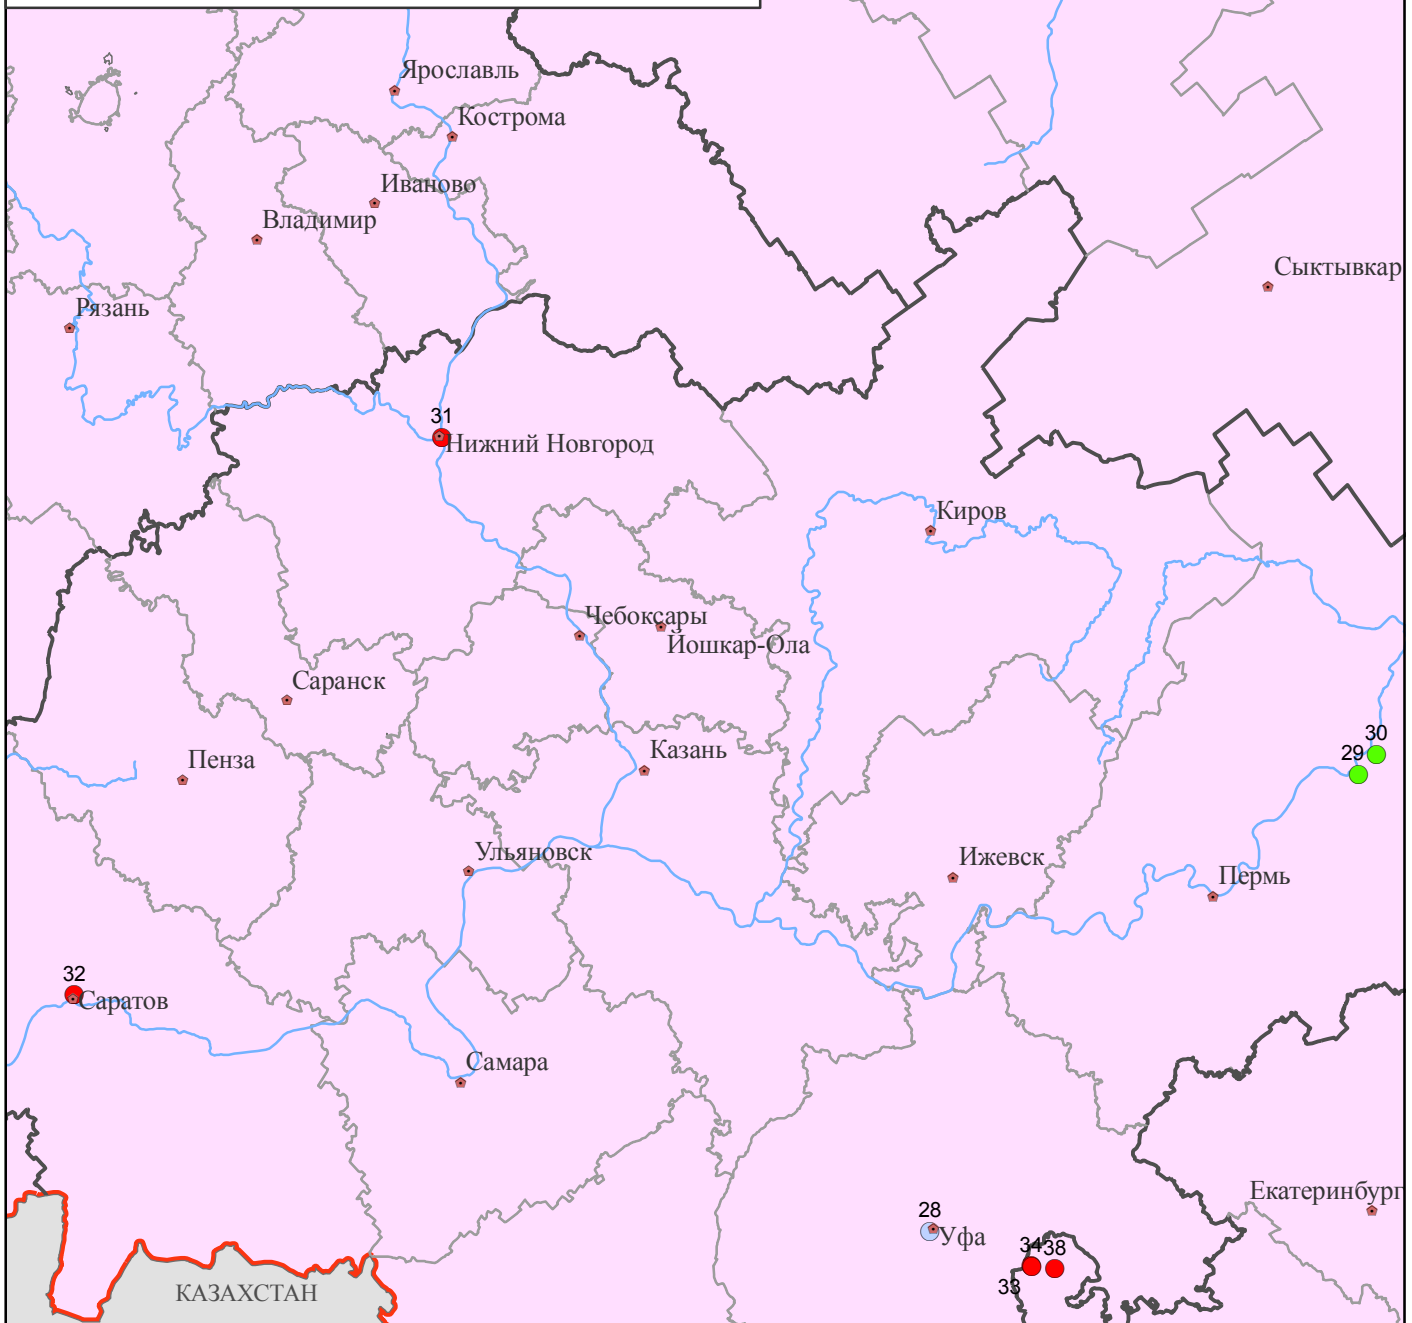 Ярославль
Кострома
Иваново
Владимир
Сыктывкар
Рязань
31
Нижний Новгород
Киров
Чебоксары
Йошкар-Ола
Саранск
30
29
Казань
Пенза
Ульяновск
Ижевск
Пермь
32
Саратов
Самара
Екатеринбург
28
Уфа
34
38
33
КАЗАХСТАН